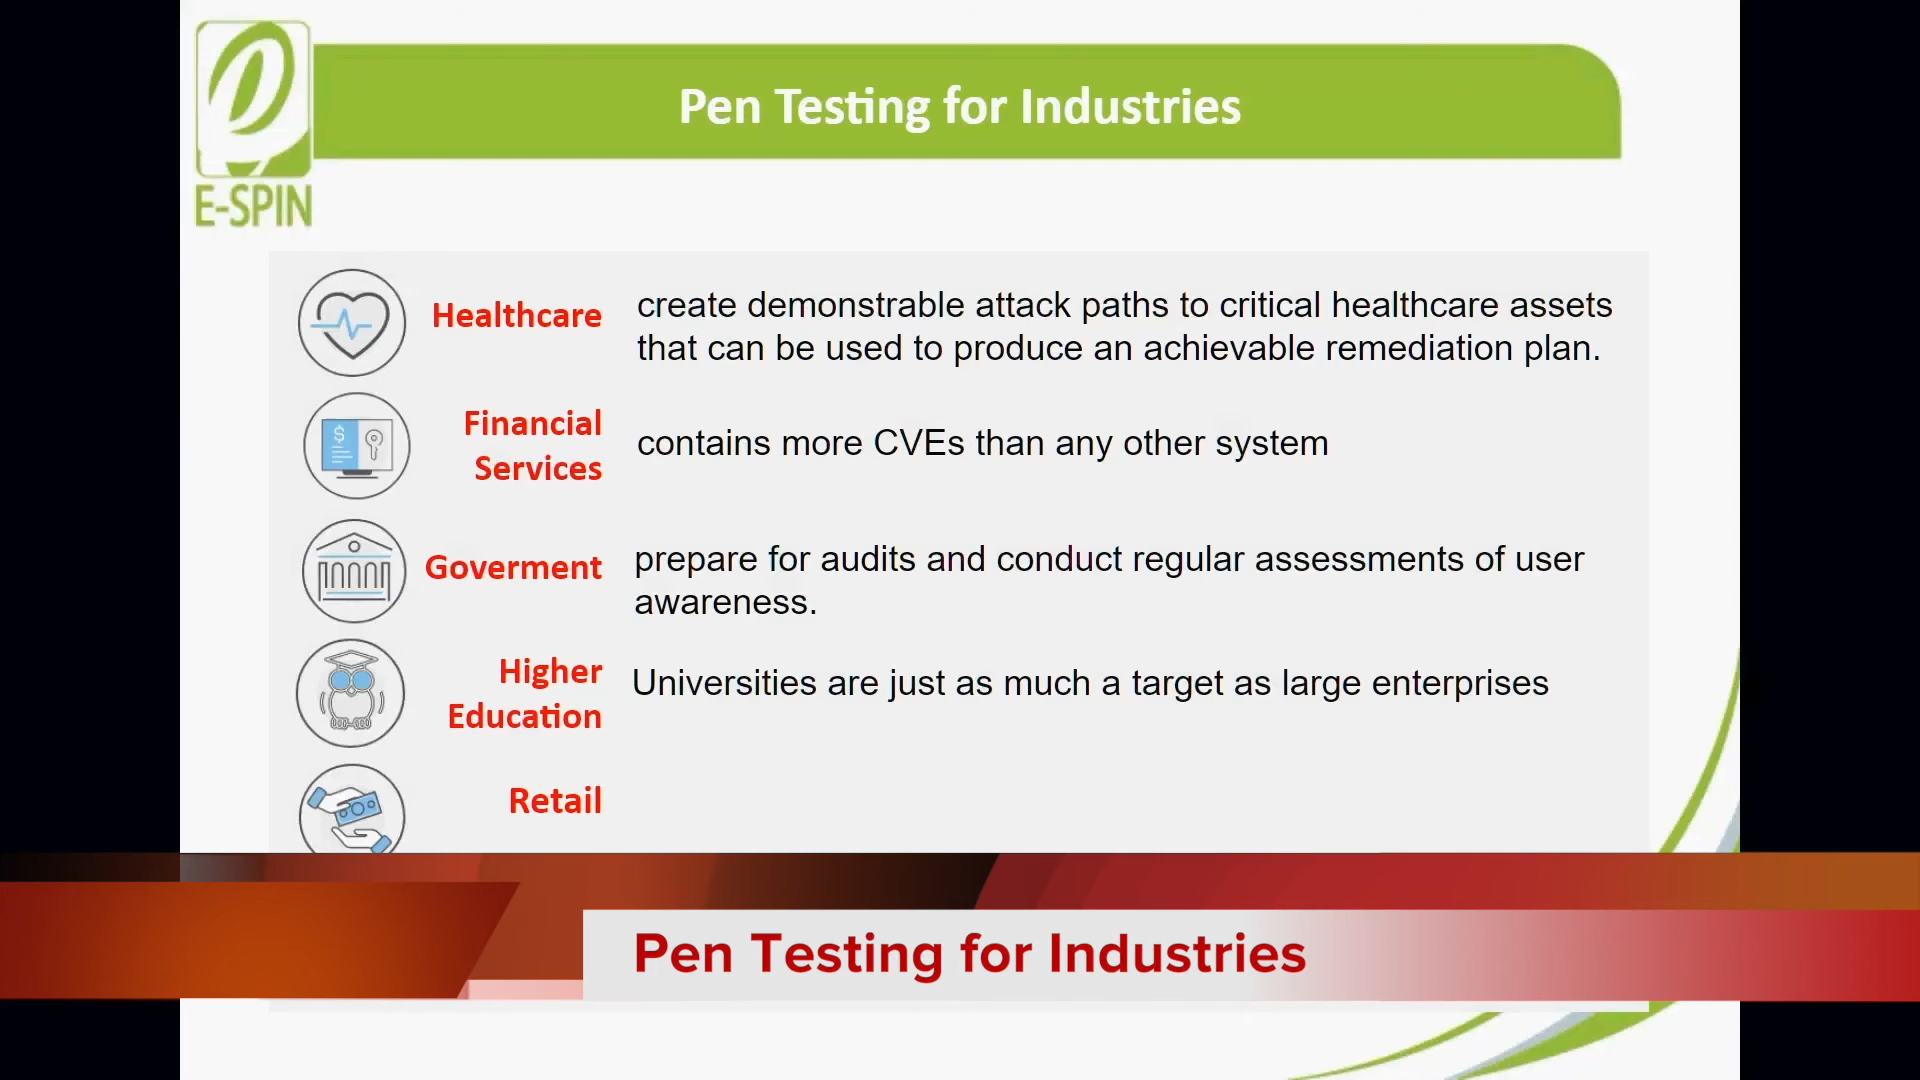 Pen Testing for Industries
E-SPIN
Healthcare
create demonstrable attack paths to critical healthcare assets
that can be used to produce an achievable remediation plan.
Financial
Services
contains more CVEs than any other system
Goverment
prepare for audits and conduct regular assessments of user
awareness.
Higher
Education
Universities are just as much a target as large enterprises
Retail
Pen Testing for Industries